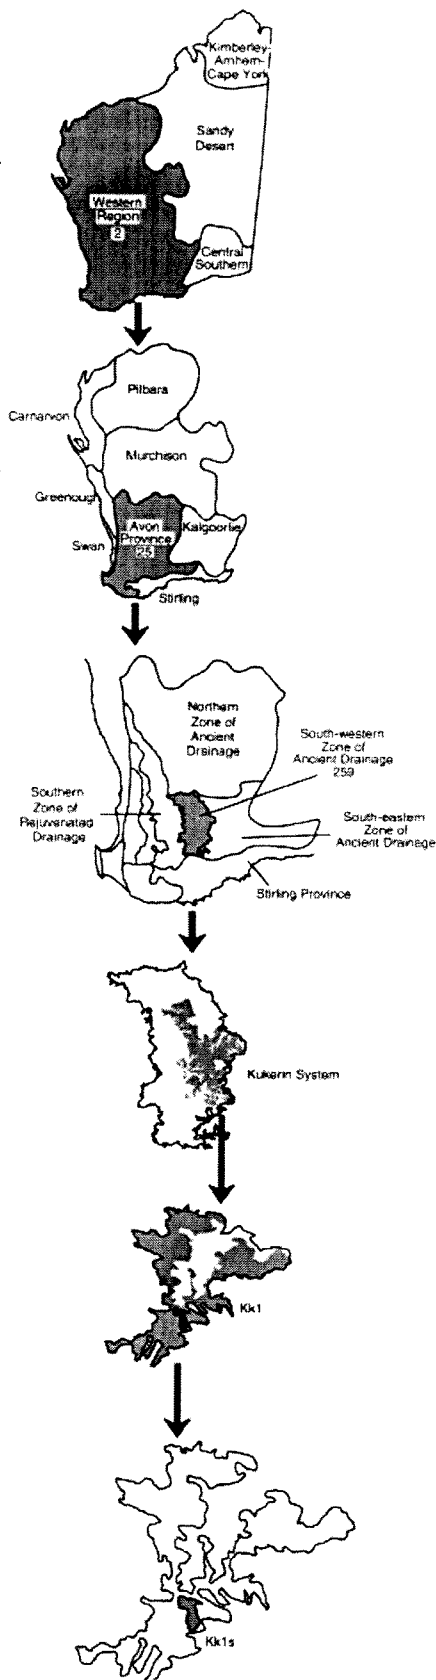 Kimberley-
Arnhem-
Cape York
Sandy
Desert
Western
Region
2
Central
Southern
Pilbara
Carnarvon
Murchison
Greenough
Avon
Province
25
Kalgoorlie
Swan
Stirling
Northern
Zone of
Ancient
Drainage
South-western
Zone of
Ancient Drainage
259
Southern
Zone of
Rejuvenated
Drainage
South-eastern
Zone of
Ancient Drainage
Stirling Province
Kukerin System
Kk1
Kk1s